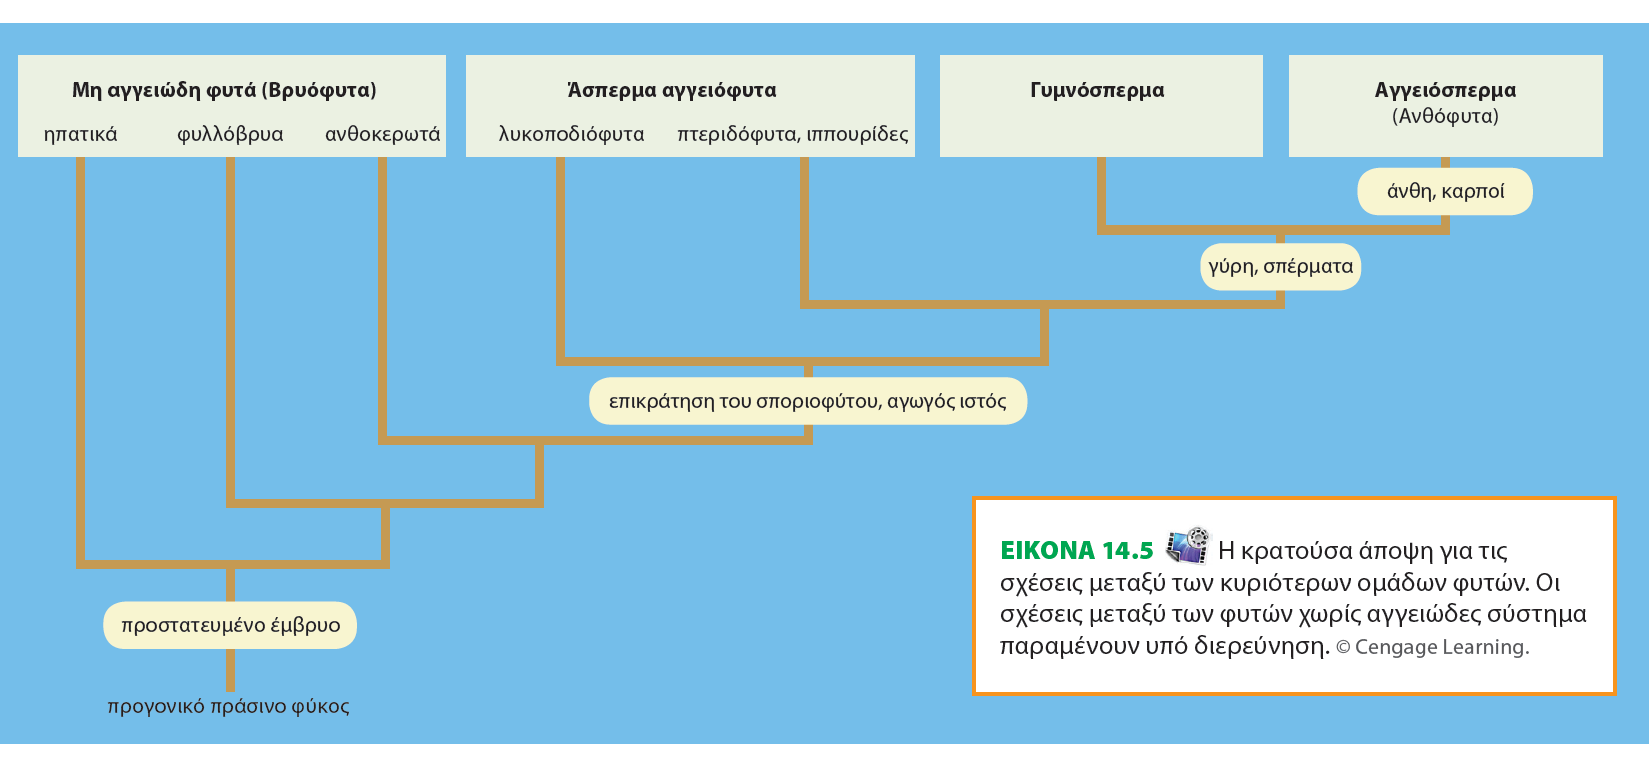 Μη αγγειώδη φυτά (Βρυόφυτα)
ηπατικά φυλλόβρυα ανθοκερωτά
Άσπερμα αγγειόφυτα
λυκοποδιόφυτα πτεριδόφυτα, ιππουρίδες
Γυμνόσπερμα
Αγγειόσπερμα
(Ανθόφυτα)
άνθη, καρποί
γύρη, σπέρματα
επικράτηση του σποριοφύτου, αγωγός ιστός
προστατευμένο έμβρυο
προγονικό πράσινο φύκος
ΕΙΚΟΝΑ 14.5 Η κρατούσα άποψη για τις
σχέσεις μεταξύ των κυριότερων ομάδων φυτών. Οι
σχέσεις μεταξύ των φυτών χωρίς αγγειώδες σύστημα
παραμένουν υπό διερεύνηση. © Cengage Learning.